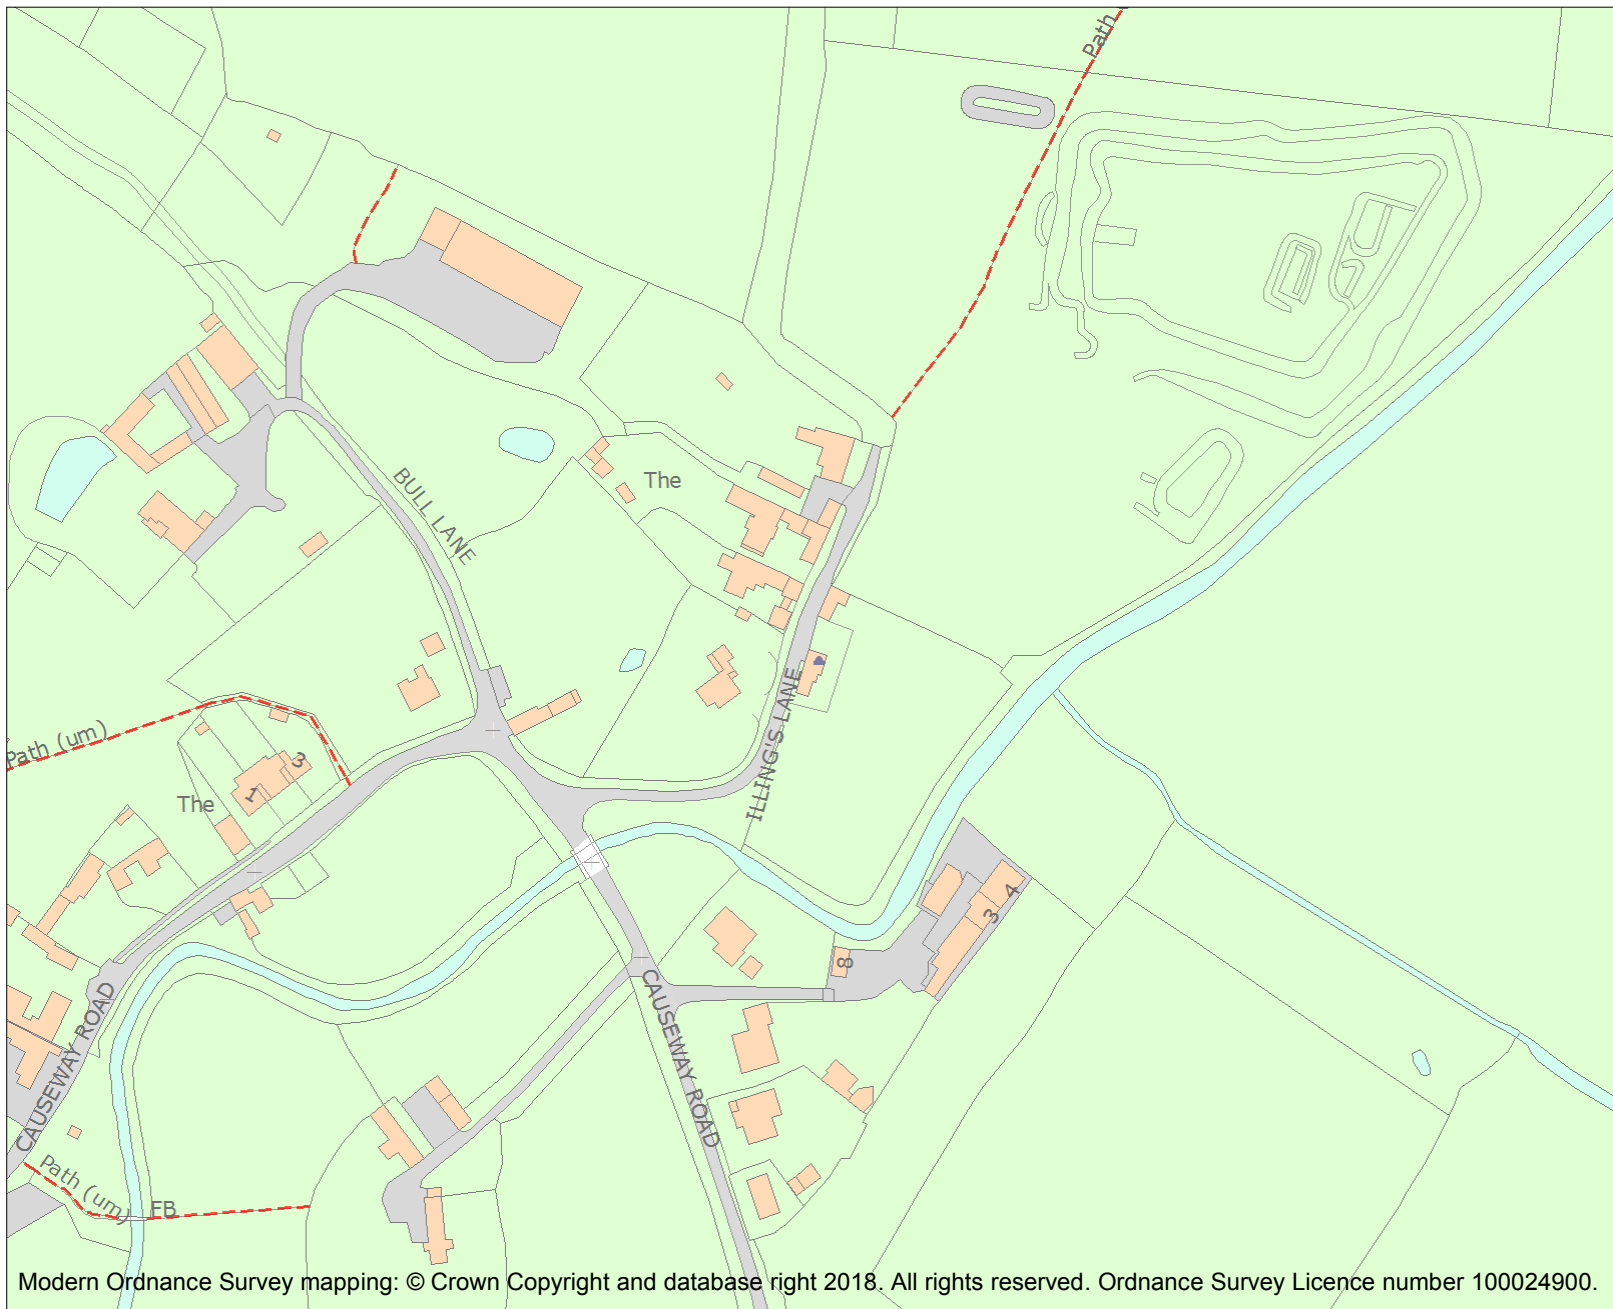 Path
The
BULL LANE
Path (um)
3
1
The
ILLING'S LANE
4
3
8
CAUSEWAY ROAD
CAUSEWAY ROAD
Path (um)
FB
Modern Ordnance Survey mapping: © Crown Copyright and database right 2018. All rights reserved. Ordnance Survey Licence number 100024900.